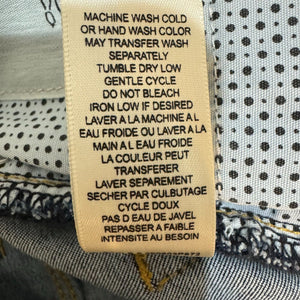 MACHINE WASH COLD
OR HAND WASH COLOR
MAY TRANSFER WASH
SEPARATELY
TUMBLE DRY LOW
GENTLE CYCLE
DO NOT BLEACH
IRON LOW IF DESIRED
LAVER A LA MACHINE A L
EAU FROIDE OU LAVER A LA
MAIN A L EAU FROIDE
LA COULEUR PEUT
TRANSFERER
LAVER SEPAREMENT
SECHER PAR CULBUTAGE
CYCLE DOUX
PAS D EAU DE JAVEL
REPASSER A FAIBLE
INTENSITE AU BESOIN